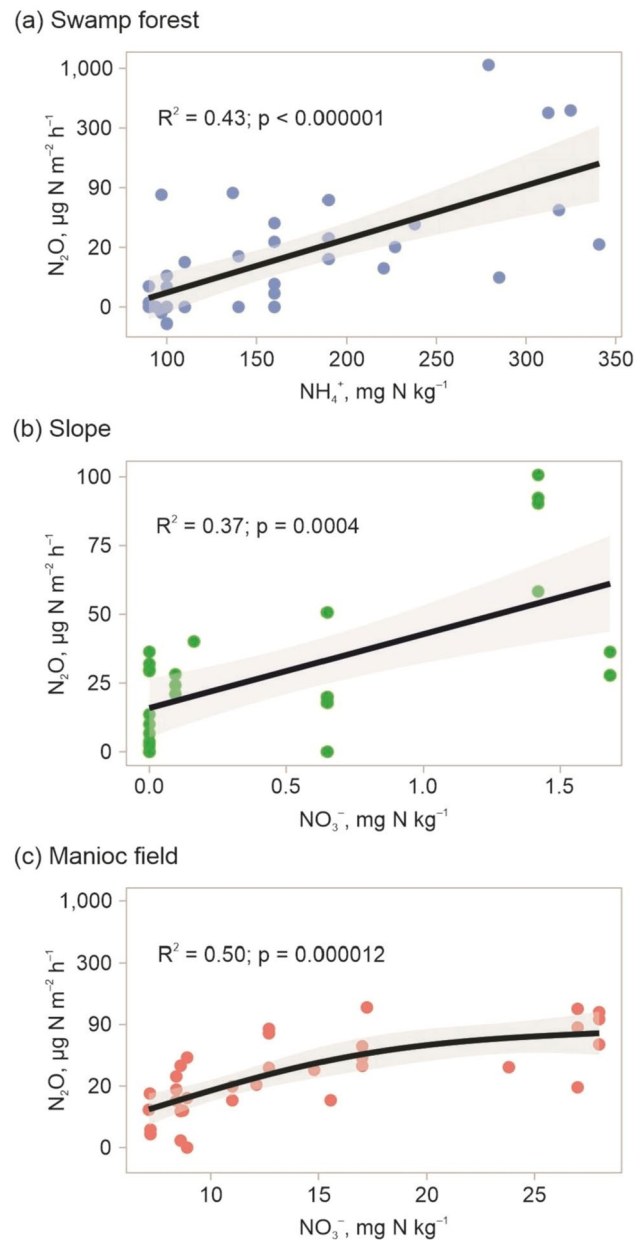 (a) Swamp forest
1,000
300
90
20
0
N₂O, µg N m⁻² h⁻¹
R² = 0.43; p < 0.000001
100 150 200 250 300 350
NH₄⁺, mg N kg⁻¹
(b) Slope
100
75
50
25
0
N₂O, µg N m⁻² h⁻¹
R² = 0.37; p = 0.0004
0.0 0.5 1.0 1.5
NO₃⁻, mg N kg⁻¹
(c) Manioc field
1,000
300
90
20
0
N₂O, µg N m⁻² h⁻¹
R² = 0.50; p = 0.000012
10 15 20 25
NO₃⁻, mg N kg⁻¹